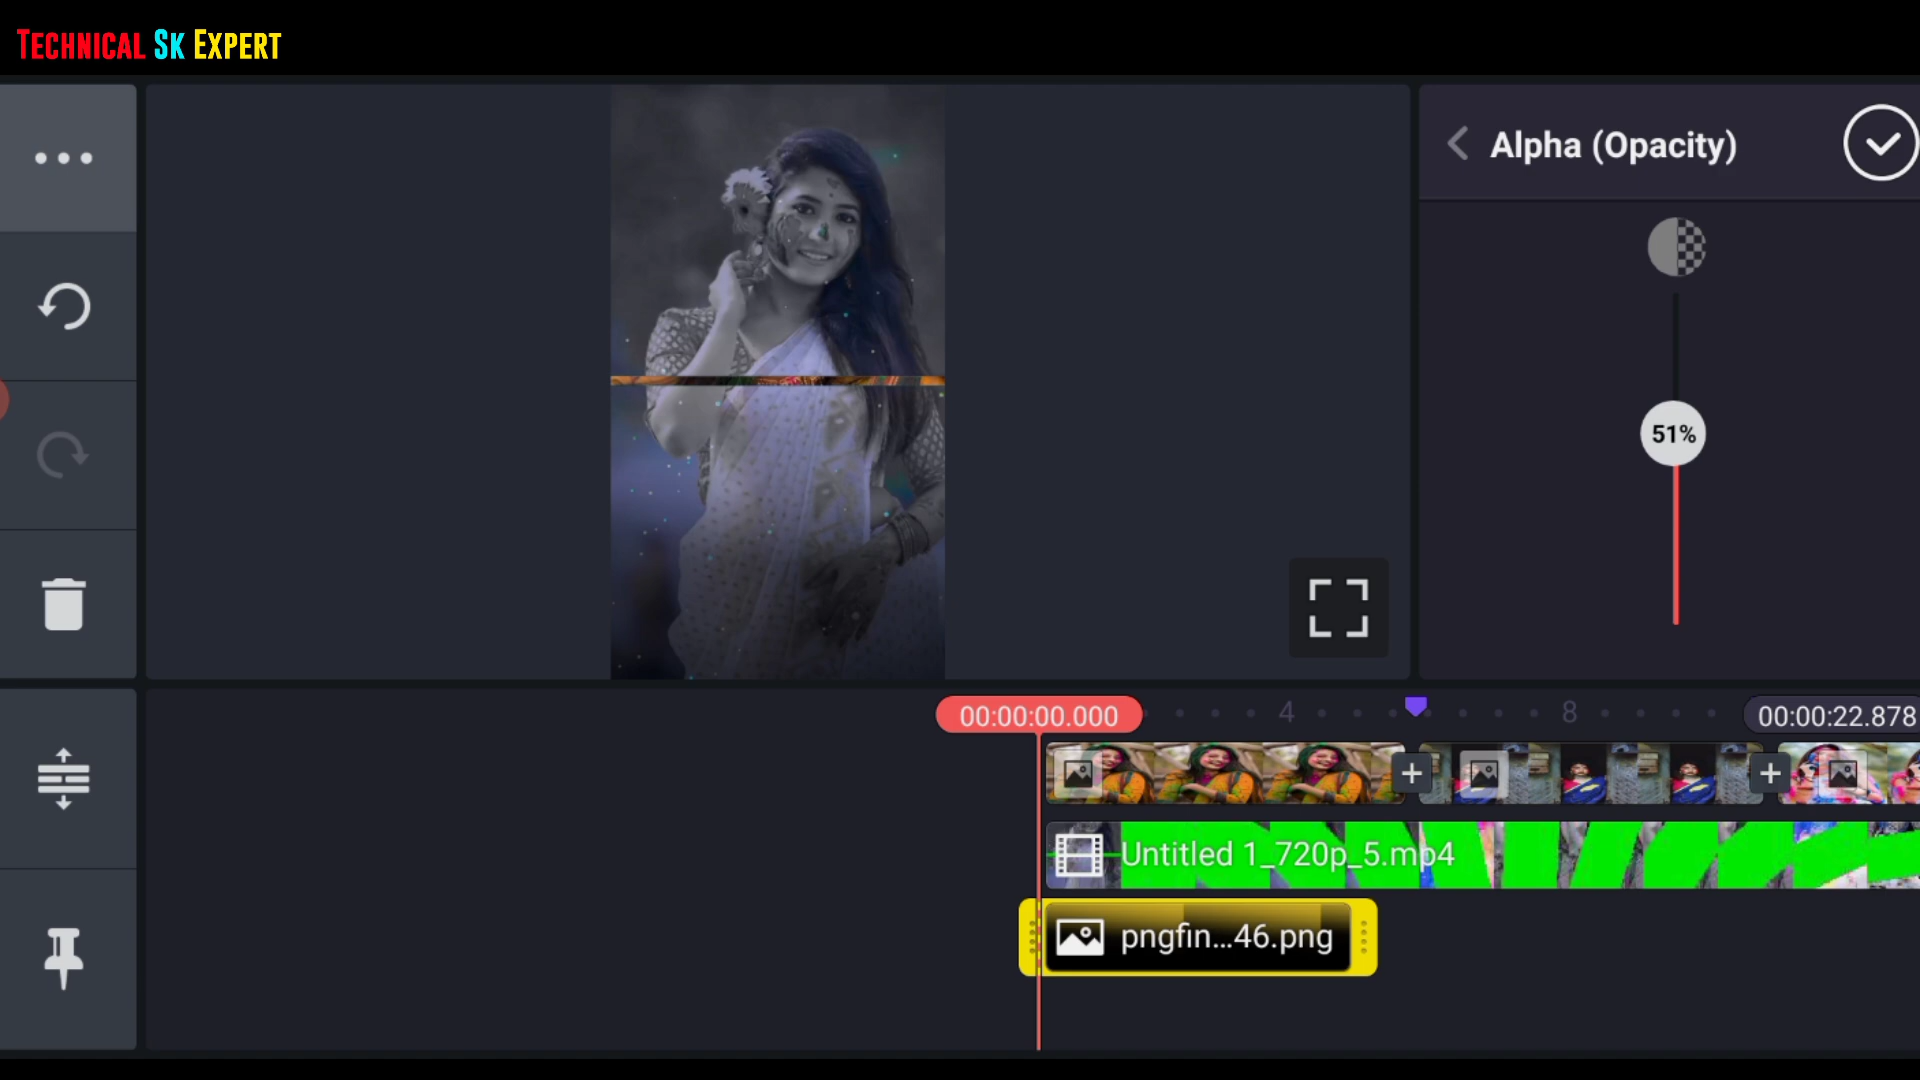 TECHNICAL SK EXPERT
Alpha (Opacity)
51%
00:00:00.000
4
8
00:00:22.878
Untitled 1_720p_5.mp4
pngfin...46.png